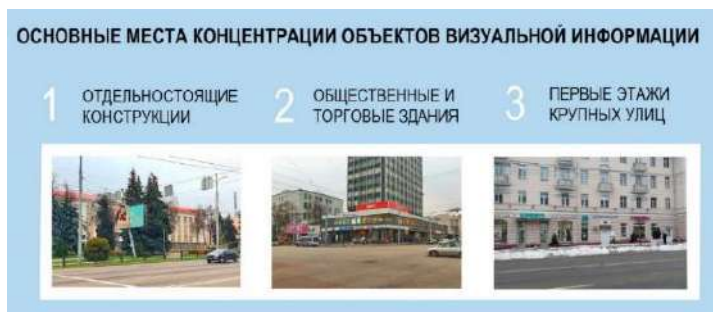 ОСНОВНЫЕ МЕСТА КОНЦЕНТРАЦИИ ОБЪЕКТОВ ВИЗУАЛЬНОЙ ИНФОРМАЦИИ
1 ОТДЕЛЬНОСТОЯЩИЕ
КОНСТРУКЦИИ
2 ОБЩЕСТВЕННЫЕ И
ТОРГОВЫЕ ЗДАНИЯ
3 ПЕРВЫЕ ЭТАЖИ
КРУПНЫХ УЛИЦ